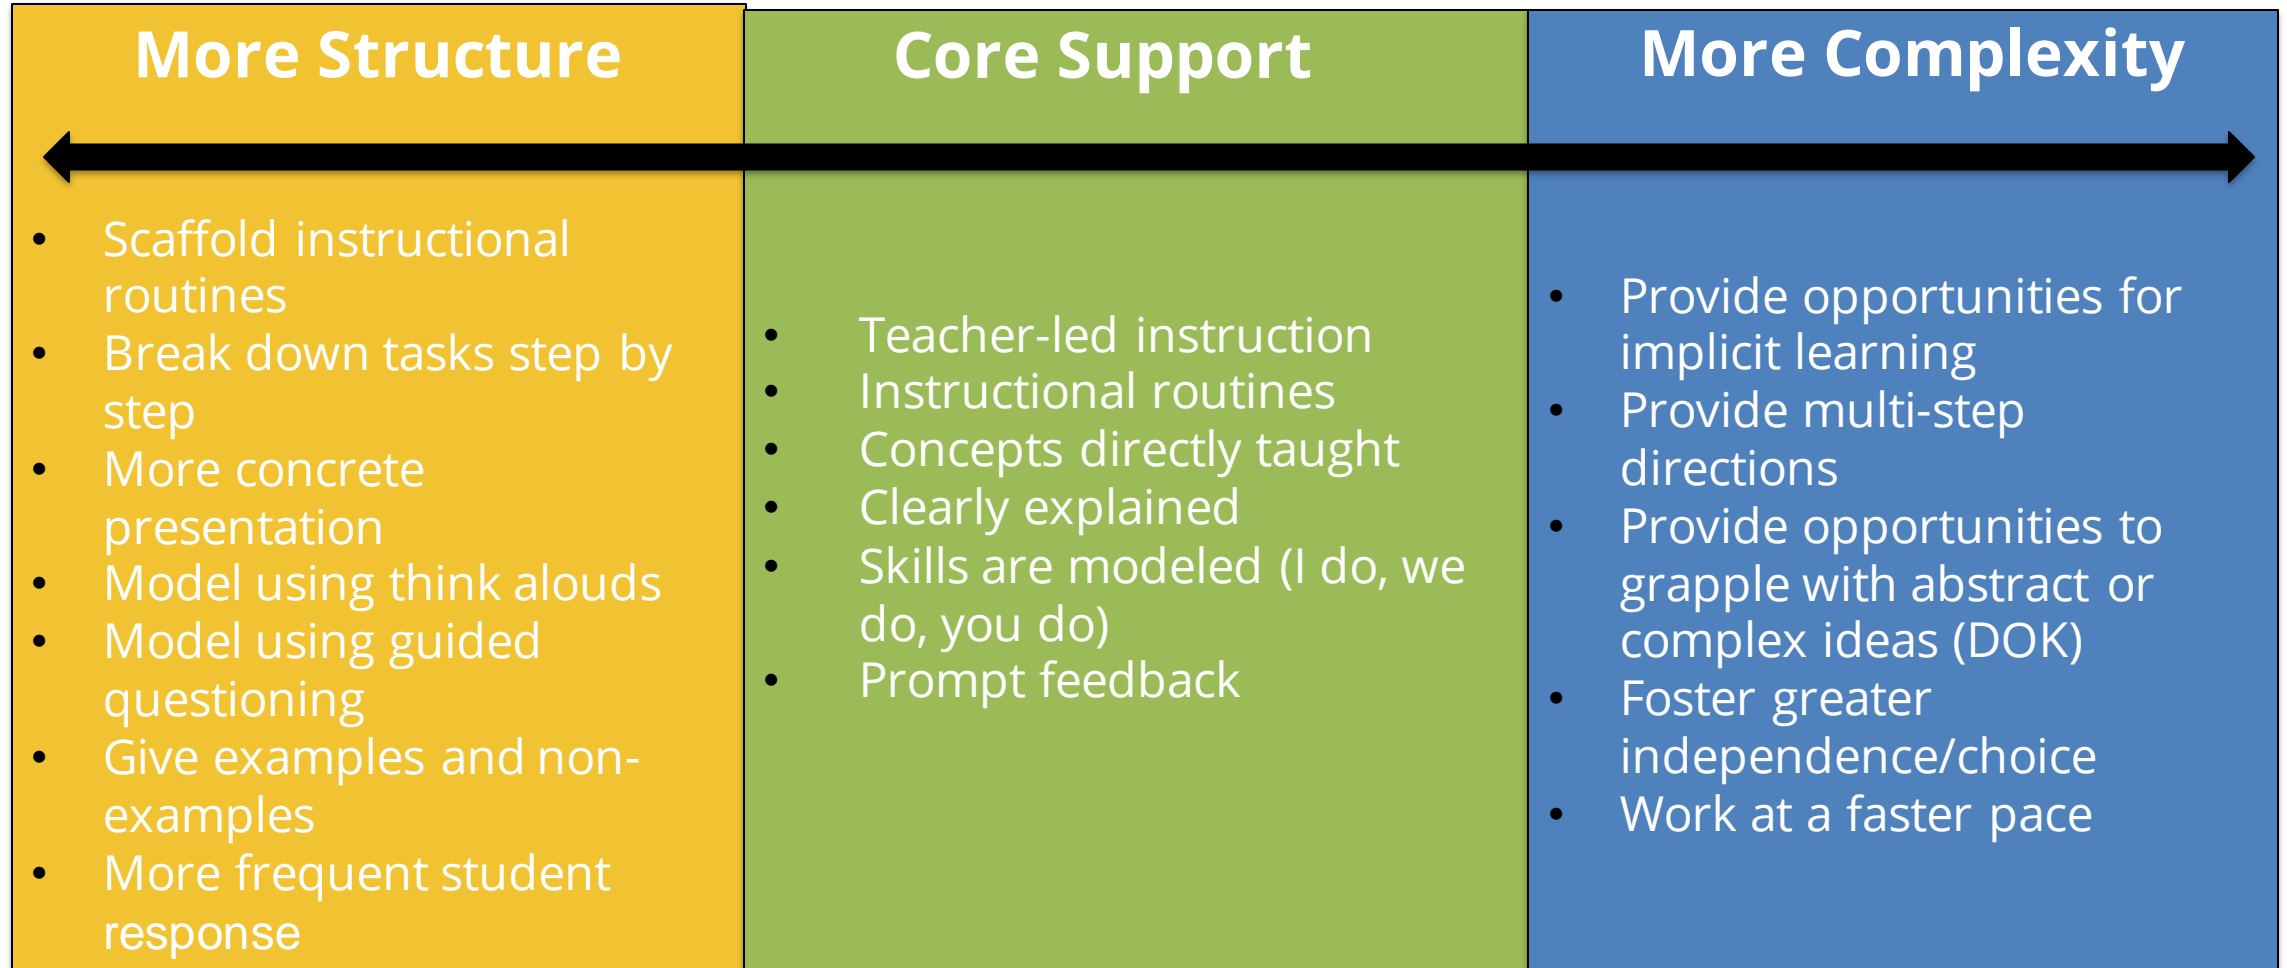 More Structure
Core Support
More Complexity
• Scaffold instructional
routines
• Break down tasks step by
step
• More concrete
presentation
• Model using think alouds
• Model using guided
questioning
• Give examples and non-
examples
• More frequent student
response
• Teacher-led instruction
• Instructional routines
• Concepts directly taught
• Clearly explained
• Skills are modeled (I do, we
do, you do)
• Prompt feedback
• Provide opportunities for
implicit learning
• Provide multi-step
directions
• Provide opportunities to
grapple with abstract or
complex ideas (DOK)
• Foster greater
independence/choice
• Work at a faster pace